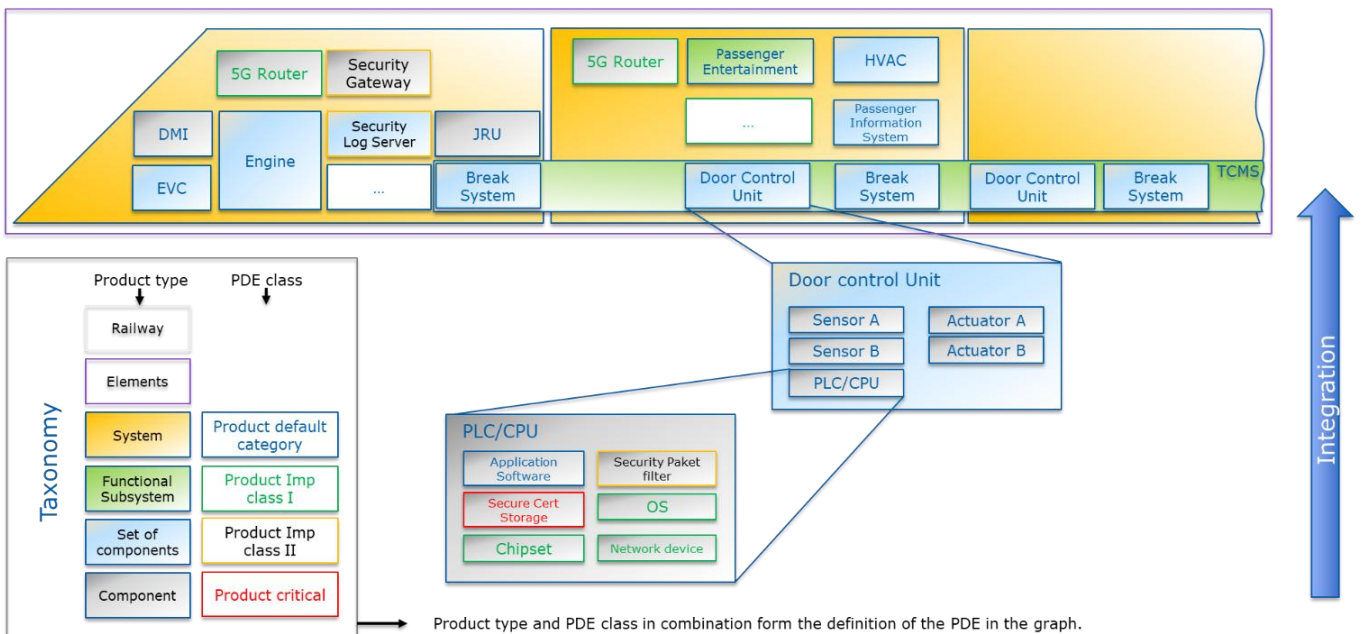 5G Router
Security
Gateway
DMI
Engine
Security
Log Server
JRU
EVC
...
Break
System
5G Router
Passenger
Entertainment
HVAC
...
Passenger
Information
System
Door Control
Unit
Break
System
Door Control
Unit
Break
System
TCMS
Door control Unit
Sensor A
Actuator A
Sensor B
Actuator B
PLC/CPU
PLC/CPU
Application
Software
Security Paket
filter
Secure Cert
Storage
OS
Chipset
Network device
Integration
Taxonomy
Product type
PDE class
Railway
Elements
System
Product default
category
Functional
Subsystem
Product Imp
class I
Set of
components
Product Imp
class II
Component
Product critical
Product type and PDE class in combination form the definition of the PDE in the graph.